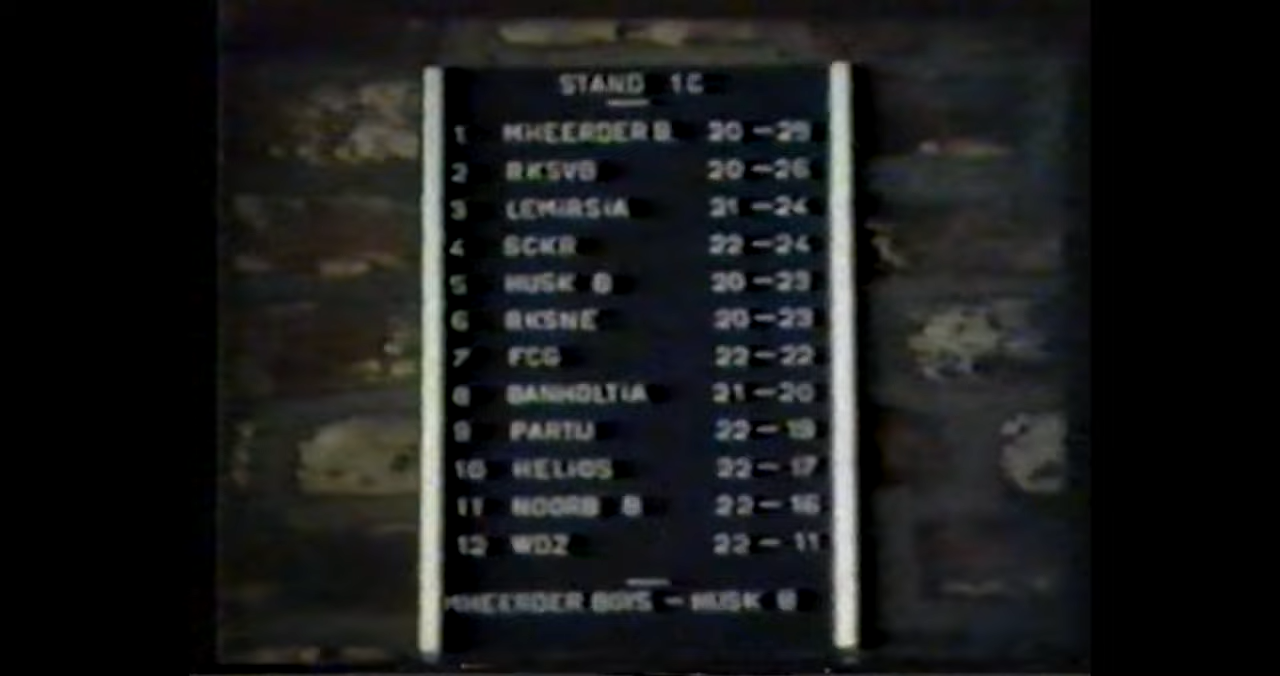 STAND 1C
1 MHEERDER B. 20-29
2 RKSVB 20-26
3 LEMIRSIA 21-24
4 SCKR 22-24
5 HUSK B 20-23
6 RKSNE 20-23
7 FCG 22-22
8 BANHOLTIA 21-20
9 PARTIJ 22-19
10 HELIOS 22-17
11 NOORB B 22-16
12 WDZ 22-11
MHEERDER BOYS - HUSK B